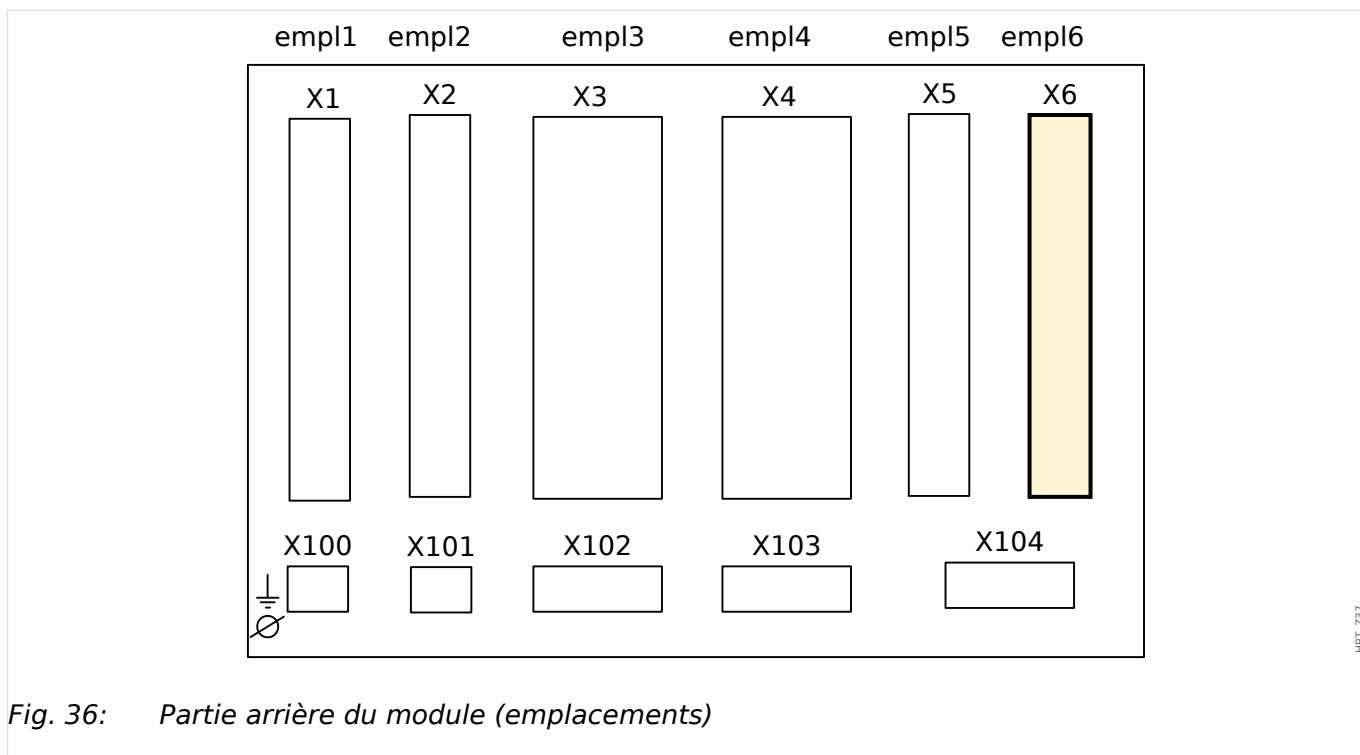 empl1 empl2 empl3 empl4 empl5 empl6
X1 X2 X3 X4 X5 X6
X100 X101 X102 X103 X104
Fig. 36: Partie arrière du module (emplacements)